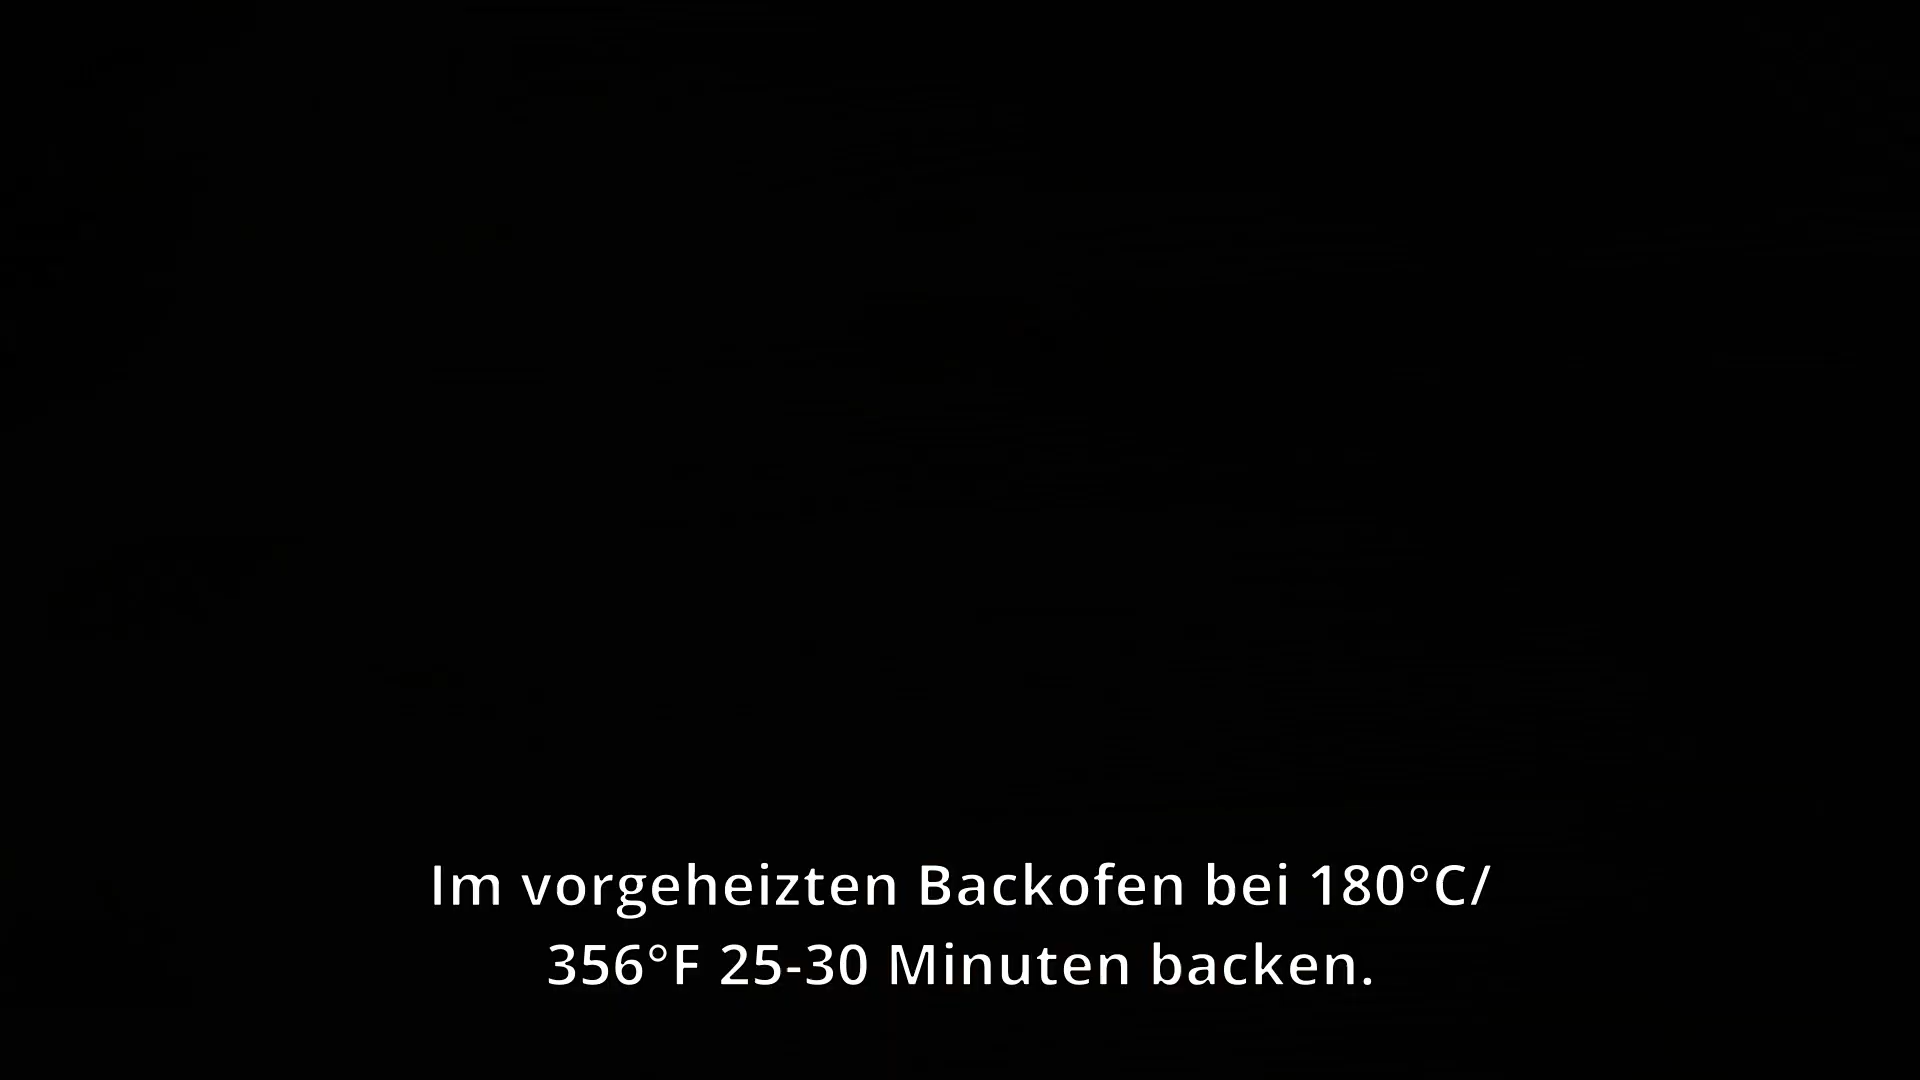 Im vorgeheizten Backofen bei 180°C/
356°F 25-30 Minuten backen.